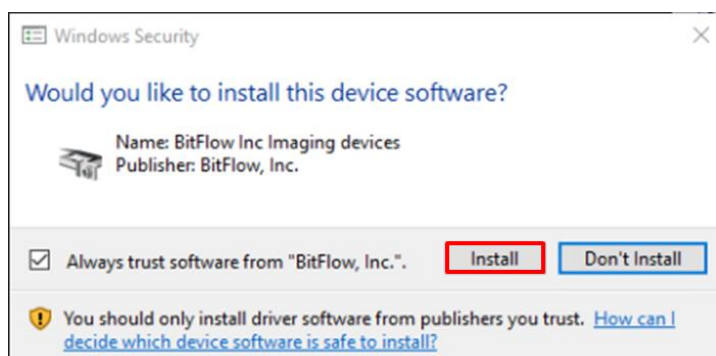 Windows Security
Would you like to install this device software?
Name: BitFlow Inc Imaging devices
Publisher: BitFlow, Inc.
Always trust software from "BitFlow, Inc.".
Install
Don't Install
You should only install driver software from publishers you trust. How can I
decide which device software is safe to install?